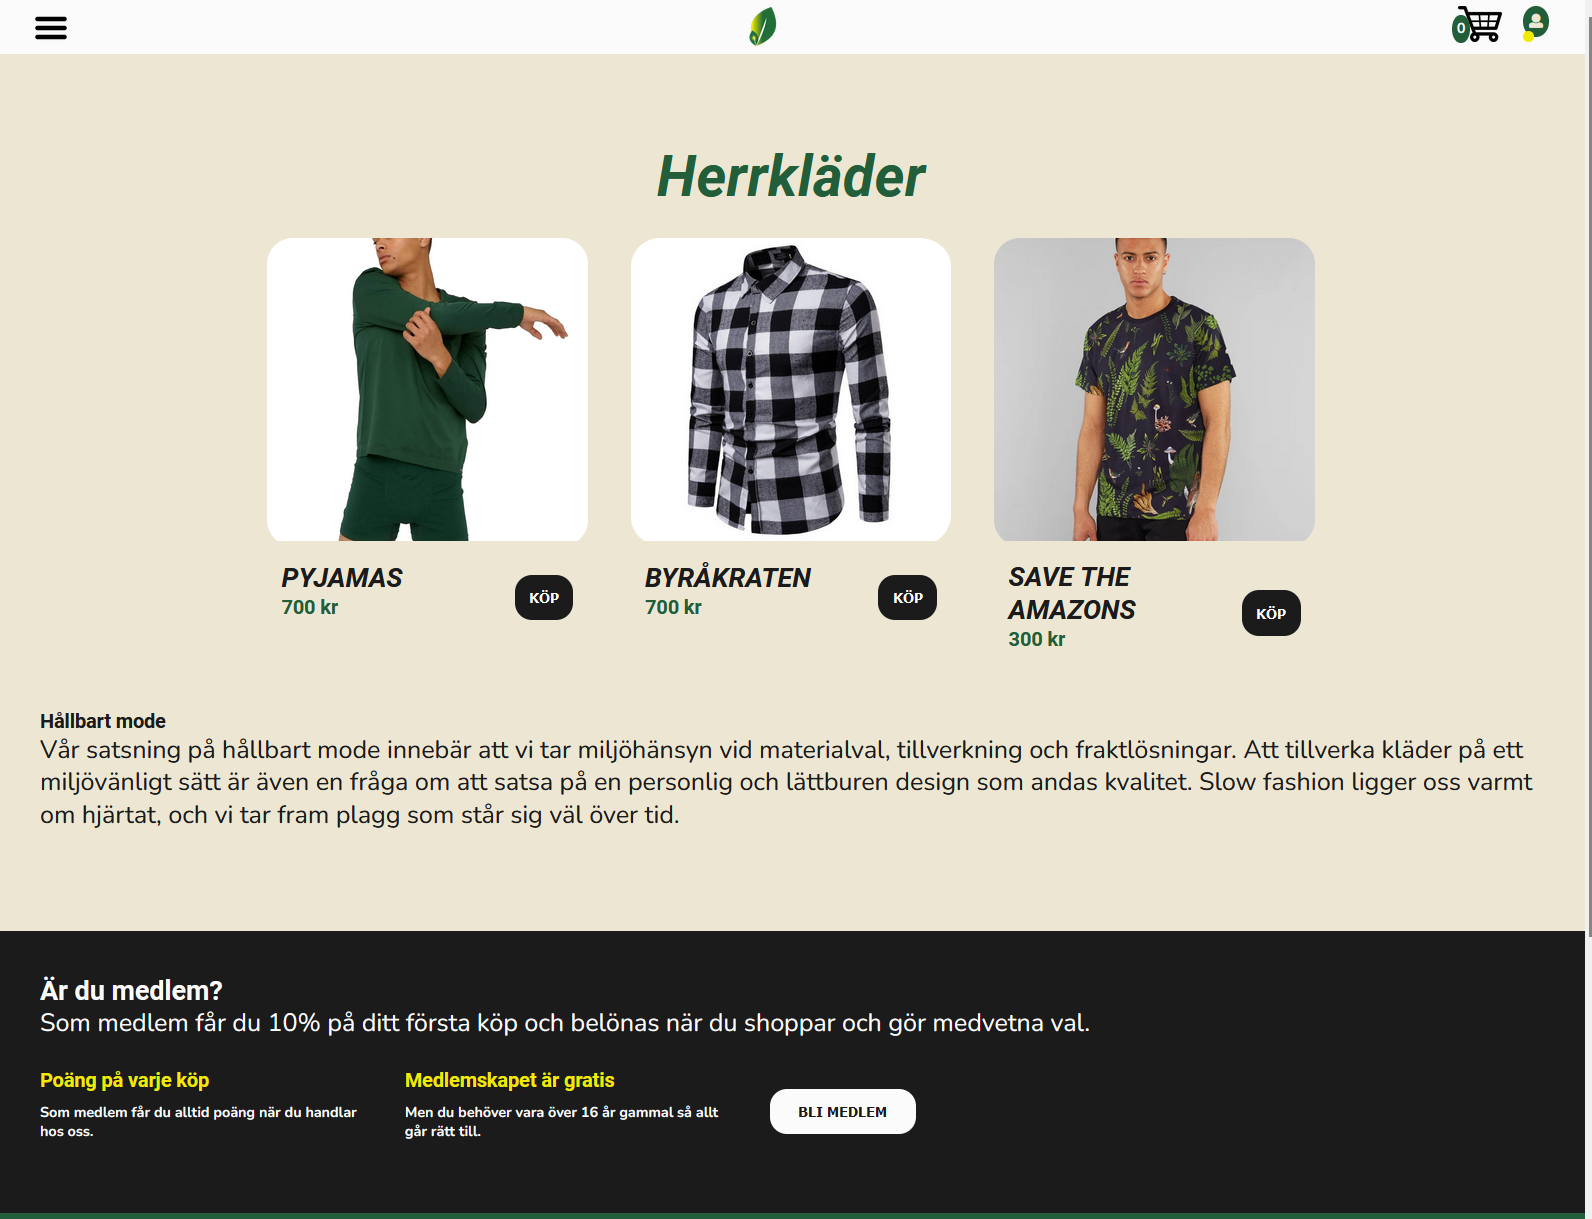 0
Herrkläder
PYJAMAS
700 kr
KÖP
BYRÅKRATEN
700 kr
KÖP
SAVE THE
AMAZONS
300 kr
KÖP
Hållbart mode
Vår satsning på hållbart mode innebär att vi tar miljöhänsyn vid materialval, tillverkning och fraktlösningar. Att tillverka kläder på ett
miljövänligt sätt är även en fråga om att satsa på en personlig och lättburen design som andas kvalitet. Slow fashion ligger oss varmt
om hjärtat, och vi tar fram plagg som står sig väl över tid.
Är du medlem?
Som medlem får du 10% på ditt första köp och belönas när du shoppar och gör medvetna val.
Poäng på varje köp
Som medlem får du alltid poäng när du handlar
hos oss.
Medlemskapet är gratis
Men du behöver vara över 16 år gammal så allt
går rätt till.
BLI MEDLEM